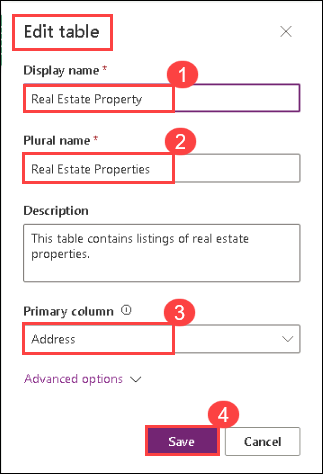 Edit table
Display name *
1
Real Estate Property
Plural name *
2
Real Estate Properties
Description
This table contains listings of real estate
properties.
Primary column
3
Address
Advanced options
4
Save Cancel